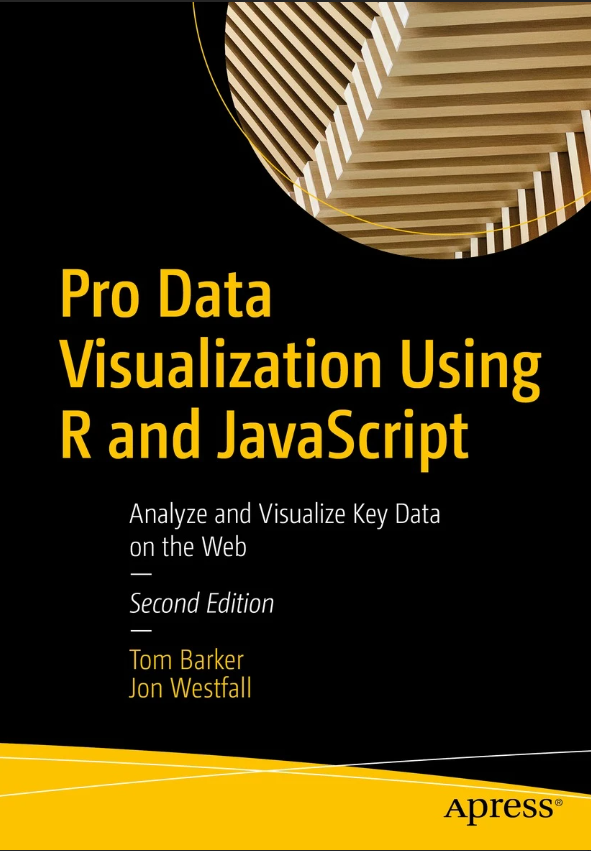 Pro Data
Visualization Using
R and JavaScript
Analyze and Visualize Key Data
on the Web
—
Second Edition
—
Tom Barker
Jon Westfall
Apress®